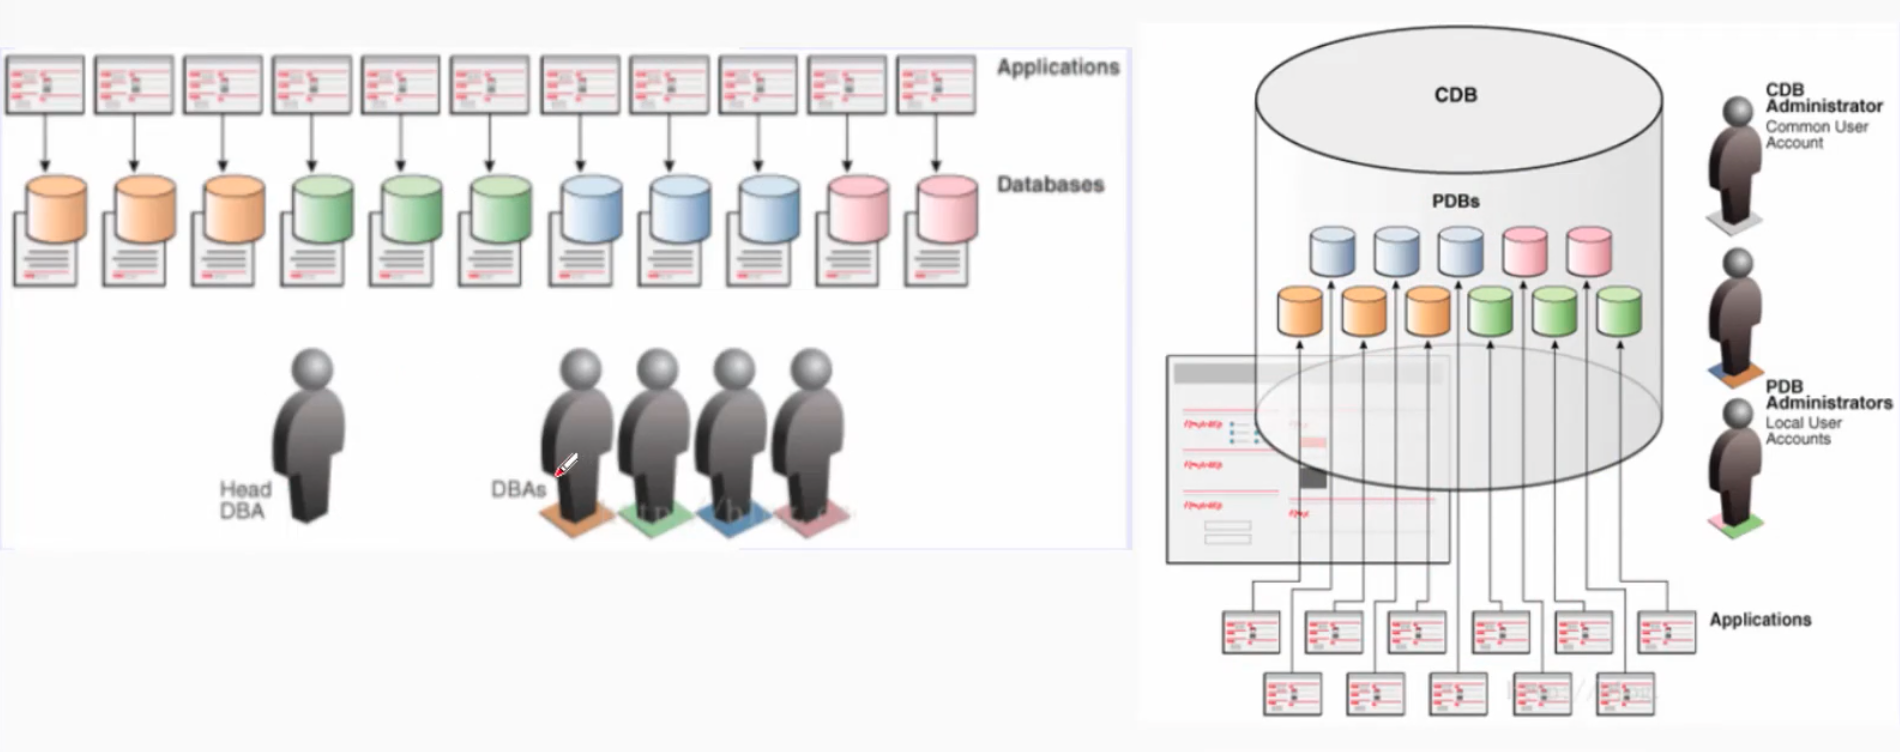 Applications
Databases
Head
DBA
DBAs
CDB
PDBs
CDB
Administrator
Common User
Account
PDB
Administrators
Local User
Accounts
Applications